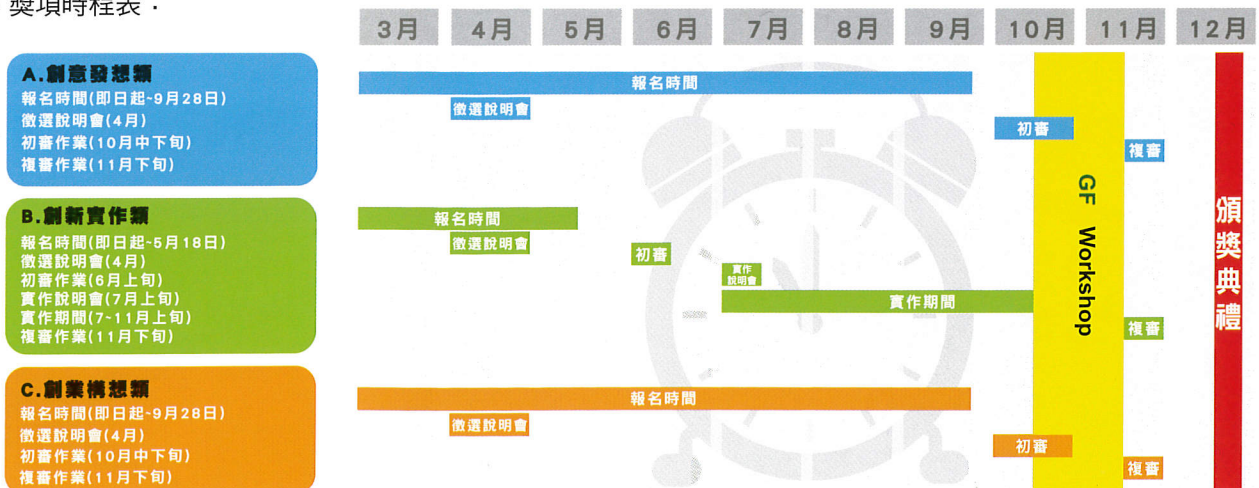 獎項時程表：
3月 4月 5月 6月 7月 8月 9月 10月 11月 12月
A.創意發想類
報名時間(即日起~9月28日)
徵選說明會(4月)
初審作業(10月中下旬)
複審作業(11月下旬)
報名時間
徵選說明會
初審
複審
B.創新實作類
報名時間(即日起~5月18日)
徵選說明會(4月)
初審作業(6月上旬)
實作說明會(7月上旬)
實作期間(7~11月上旬)
複審作業(11月下旬)
報名時間
徵選說明會
初審
實作
說明會
實作期間
複審
C.創業構想類
報名時間(即日起~9月28日)
徵選說明會(4月)
初審作業(10月中下旬)
複審作業(11月下旬)
報名時間
徵選說明會
初審
複審
GF Workshop
頒獎典禮